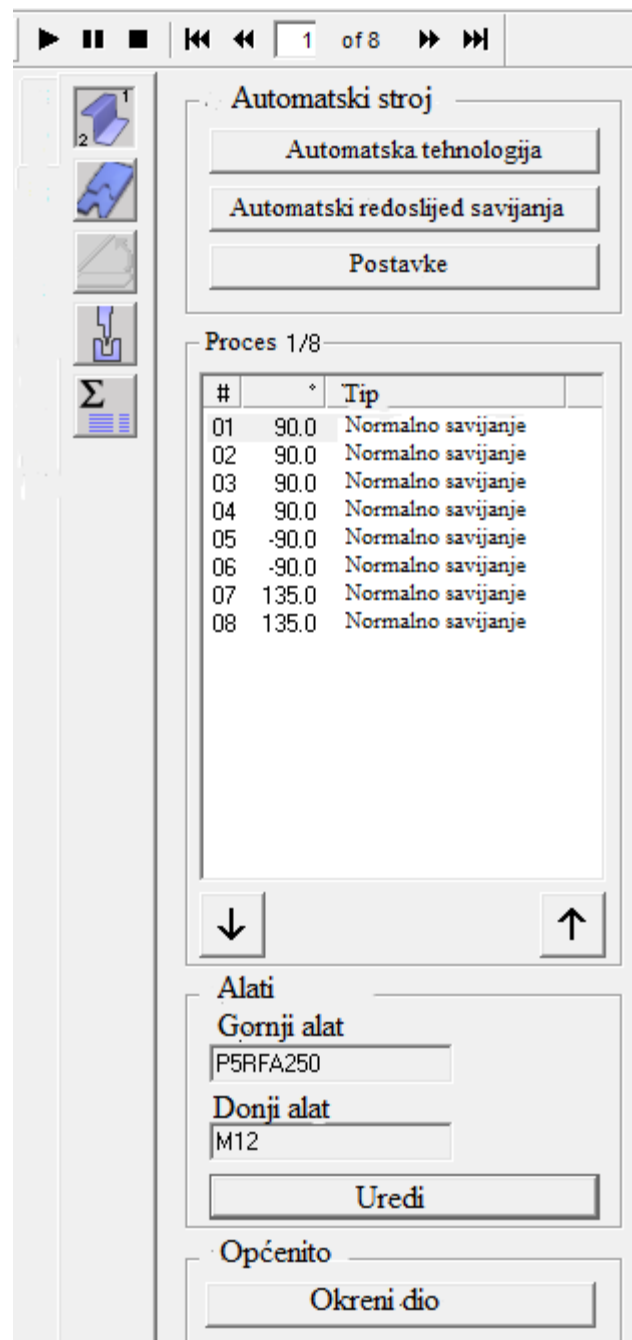 1 of 8
1
2
Σ
Automatski stroj
Automatska tehnologija
Automatski redoslijed savijanja
Postavke
Proces 1/8
# ° Tip
01 90.0 Normalno savijanje
02 90.0 Normalno savijanje
03 90.0 Normalno savijanje
04 90.0 Normalno savijanje
05 -90.0 Normalno savijanje
06 -90.0 Normalno savijanje
07 135.0 Normalno savijanje
08 135.0 Normalno savijanje
Alati
Gornji alat
P5RFA250
Donji alat
M12
Uredi
Općenito
Okreni dio